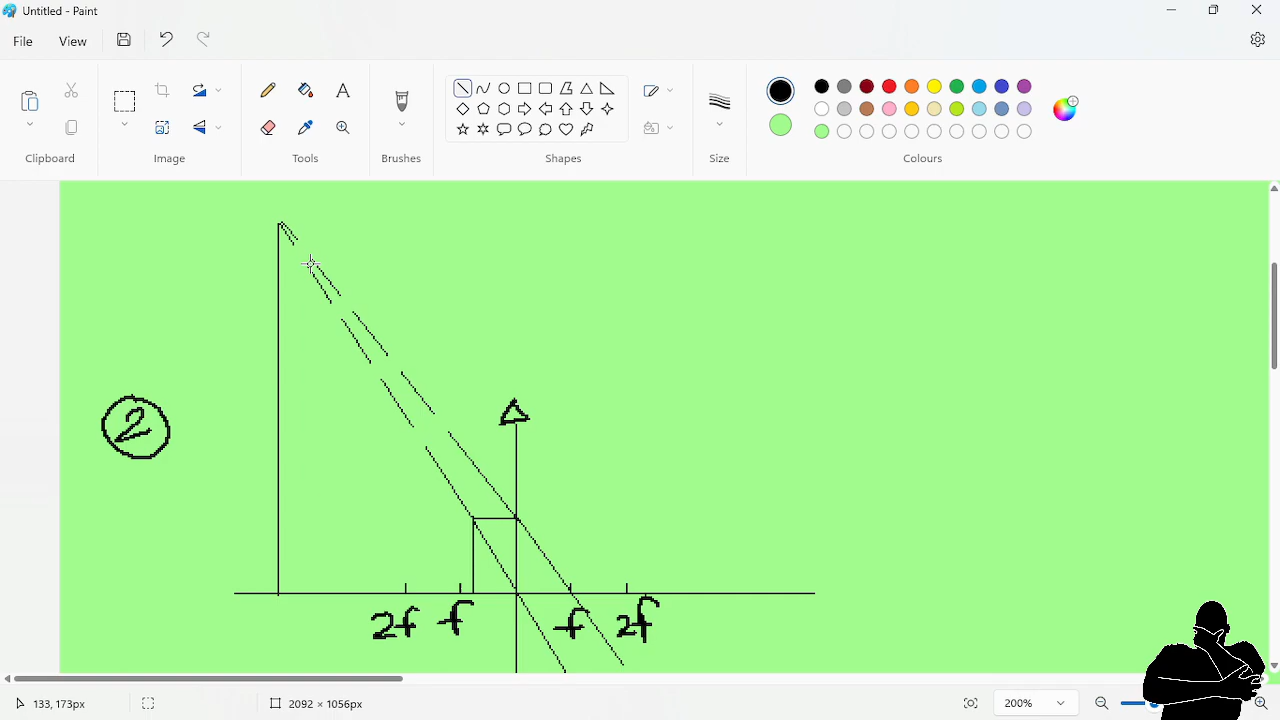 Untitled - Paint
File View
Clipboard Image Tools Brushes Shapes Size Colours
2
2f f f 2f
133, 173px 2092 × 1056px 200%